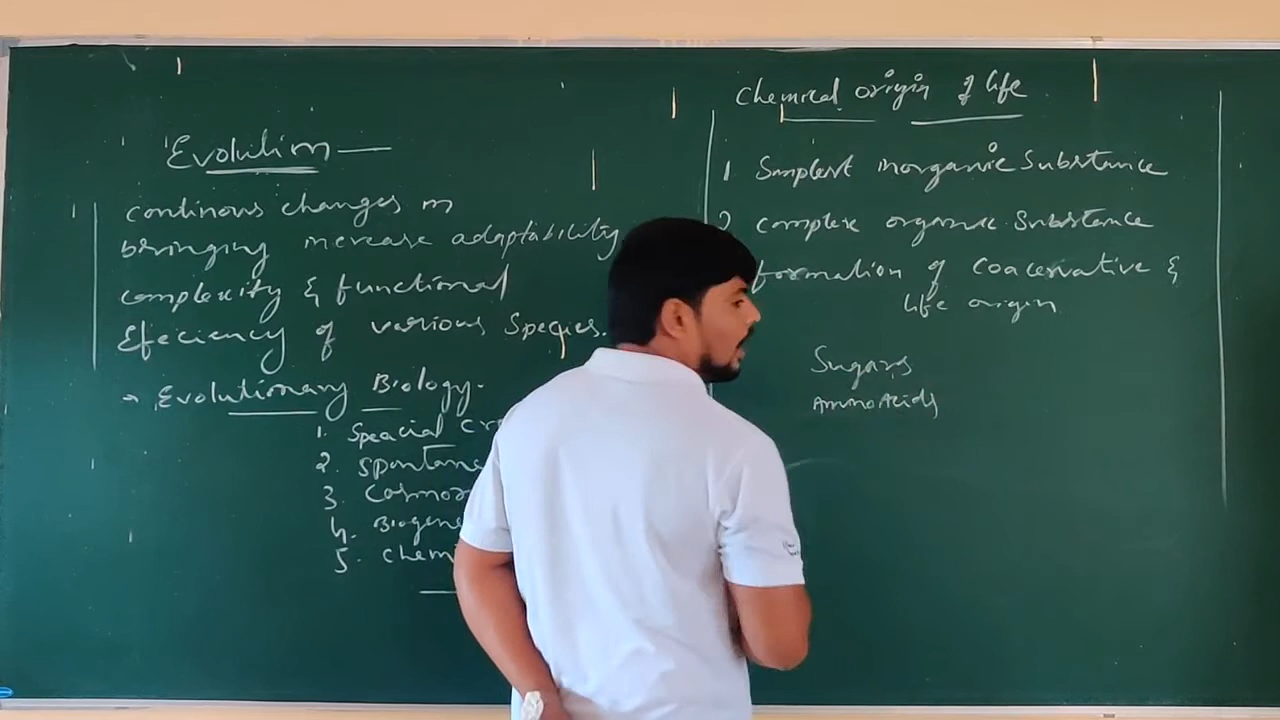 Evolution —
continous changes in
bringing increase adaptability
complexity & functional
Efeciency of various Species.
Evolutionary Biology.
1. Speacial
2. Spontane
3. Cosmozo
4. Biogene
5. Chemi
Chemical origin of life
1 Simplest inorganic Substance
2 complex organic Substance
formation of Coacervative &
life origin
Sugars
Amino Acids